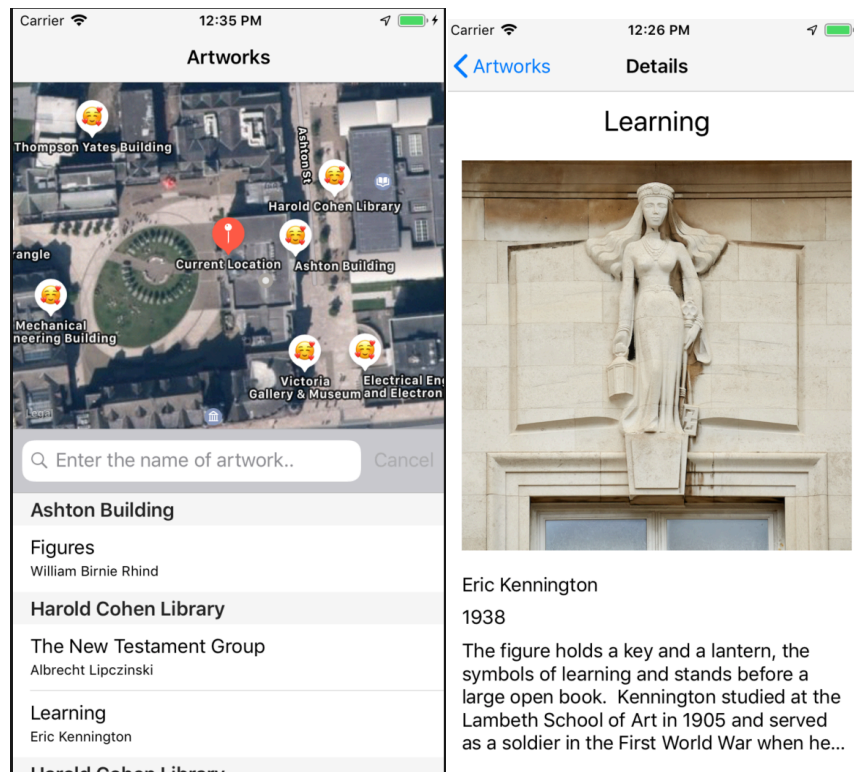 Carrier 12:35 PM
Artworks
Thompson Yates Building
Ashton St
Harold Cohen Library
angle
Current Location
Ashton Building
Mechanical
neering Building
Victoria
Gallery & Museum
Electrical En
and Electron
Legal
Enter the name of artwork..
Cancel
Ashton Building
Figures
William Birnie Rhind
Harold Cohen Library
The New Testament Group
Albrecht Lipczinski
Learning
Eric Kennington
Harold Cohen Library
Carrier 12:26 PM
Artworks Details
Learning
Eric Kennington
1938
The figure holds a key and a lantern, the
symbols of learning and stands before a
large open book.  Kennington studied at the
Lambeth School of Art in 1905 and served
as a soldier in the First World War when he...